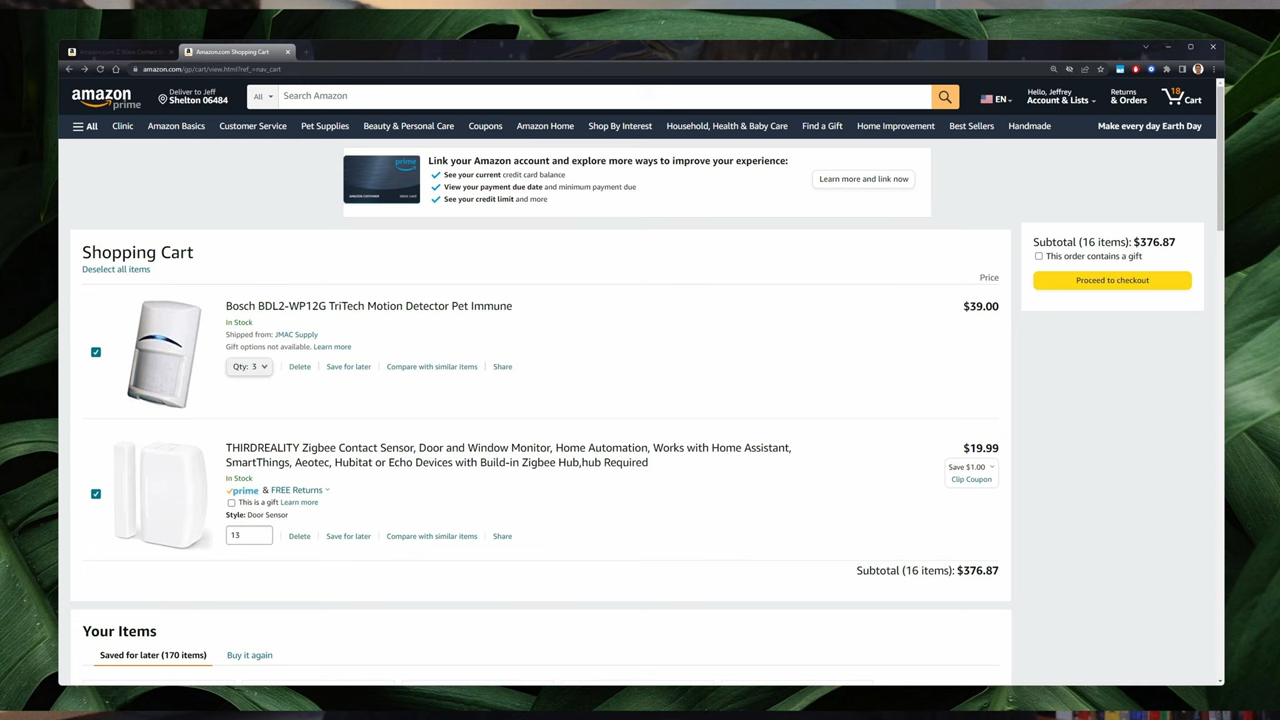 Amazon.com Shopping Cart
amazon.com/gp/cart/view.html?ref_=nav_cart
amazon
prime
Deliver to Jeff
Shelton 06484
All
Search Amazon
EN
Hello, Jeffrey
Account & Lists
Returns
& Orders
18
Cart
All
Clinic
Amazon Basics
Customer Service
Pet Supplies
Beauty & Personal Care
Coupons
Amazon Home
Shop By Interest
Household, Health & Baby Care
Find a Gift
Home Improvement
Best Sellers
Handmade
Make every day Earth Day
prime
Link your Amazon account and explore more ways to improve your experience:
See your current credit card balance
View your payment due date and minimum payment due
See your credit limit and more
Learn more and link now
Shopping Cart
Deselect all items
Price
Bosch BDL2-WP12G TriTech Motion Detector Pet Immune
$39.00
In Stock
Shipped from: JMAC Supply
Gift options not available. Learn more
Qty: 3
Delete
Save for later
Compare with similar items
Share
THIRDREALITY Zigbee Contact Sensor, Door and Window Monitor, Home Automation, Works with Home Assistant,
SmartThings, Aeotec, Hubitat or Echo Devices with Build-in Zigbee Hub,hub Required
$19.99
Save $1.00
Clip Coupon
In Stock
prime & FREE Returns
This is a gift Learn more
Style: Door Sensor
13
Delete
Save for later
Compare with similar items
Share
Subtotal (16 items): $376.87
Subtotal (16 items): $376.87
This order contains a gift
Proceed to checkout
Your Items
Saved for later (170 items)
Buy it again